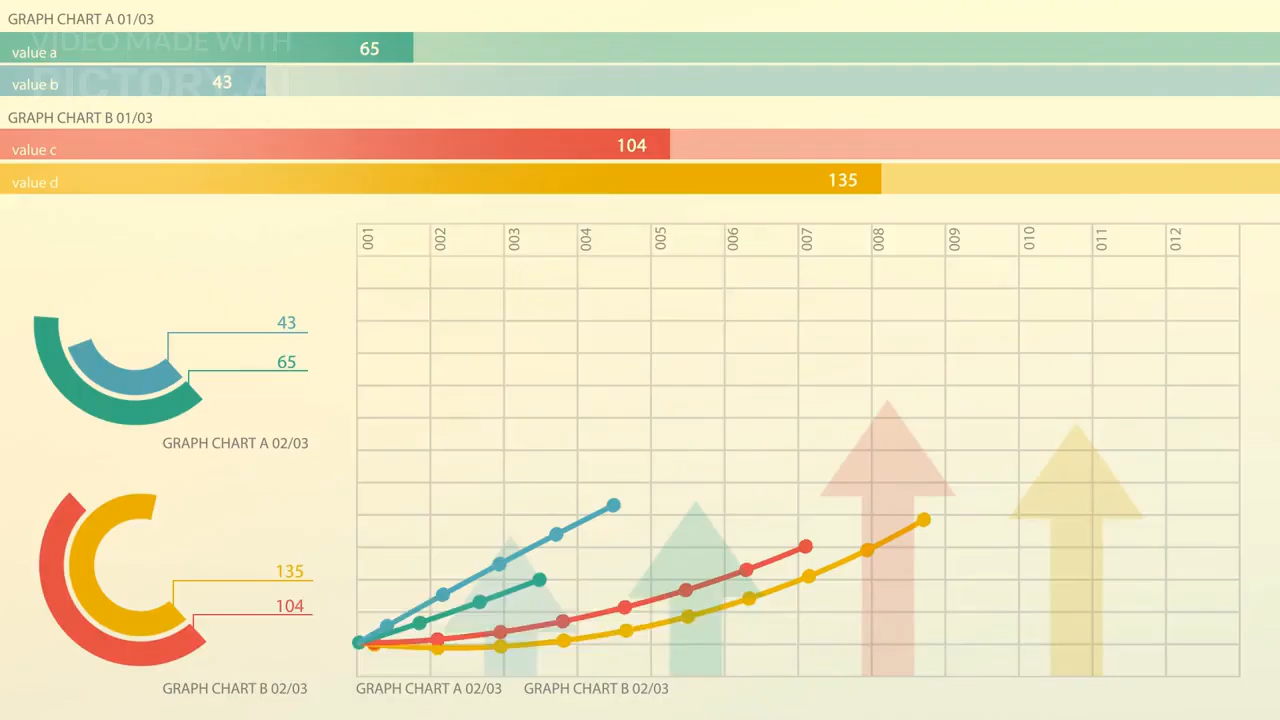 GRAPH CHART A 01/03
VIDEO MADE WITH
value a 65
PICTORY.AI
value b 43
GRAPH CHART B 01/03
value c 104
value d 135
001 002 003 004 005 006 007 008 009 010 011 012
43
65
GRAPH CHART A 02/03
135
104
GRAPH CHART B 02/03
GRAPH CHART A 02/03 GRAPH CHART B 02/03